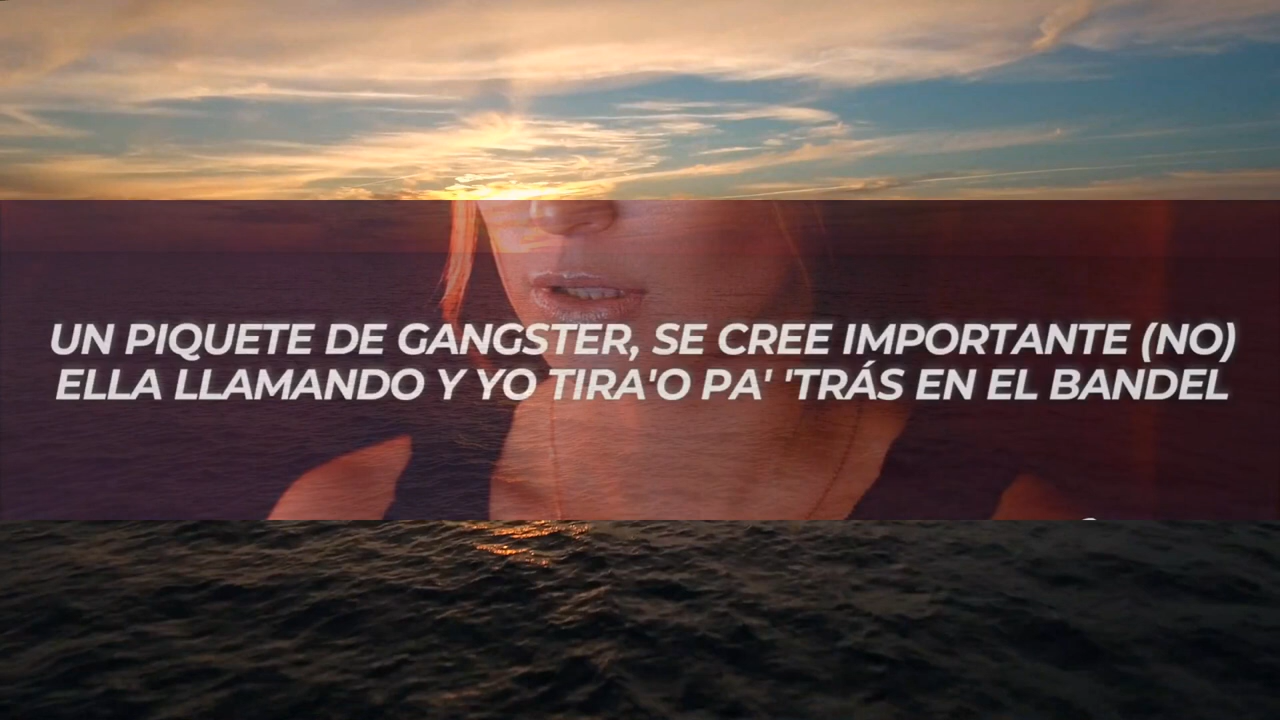 UN PIQUETE DE GANGSTER, SE CREE IMPORTANTE (NO)
ELLA LLAMANDO Y YO TIRA'O PA' 'TRÁS EN EL BANDEL